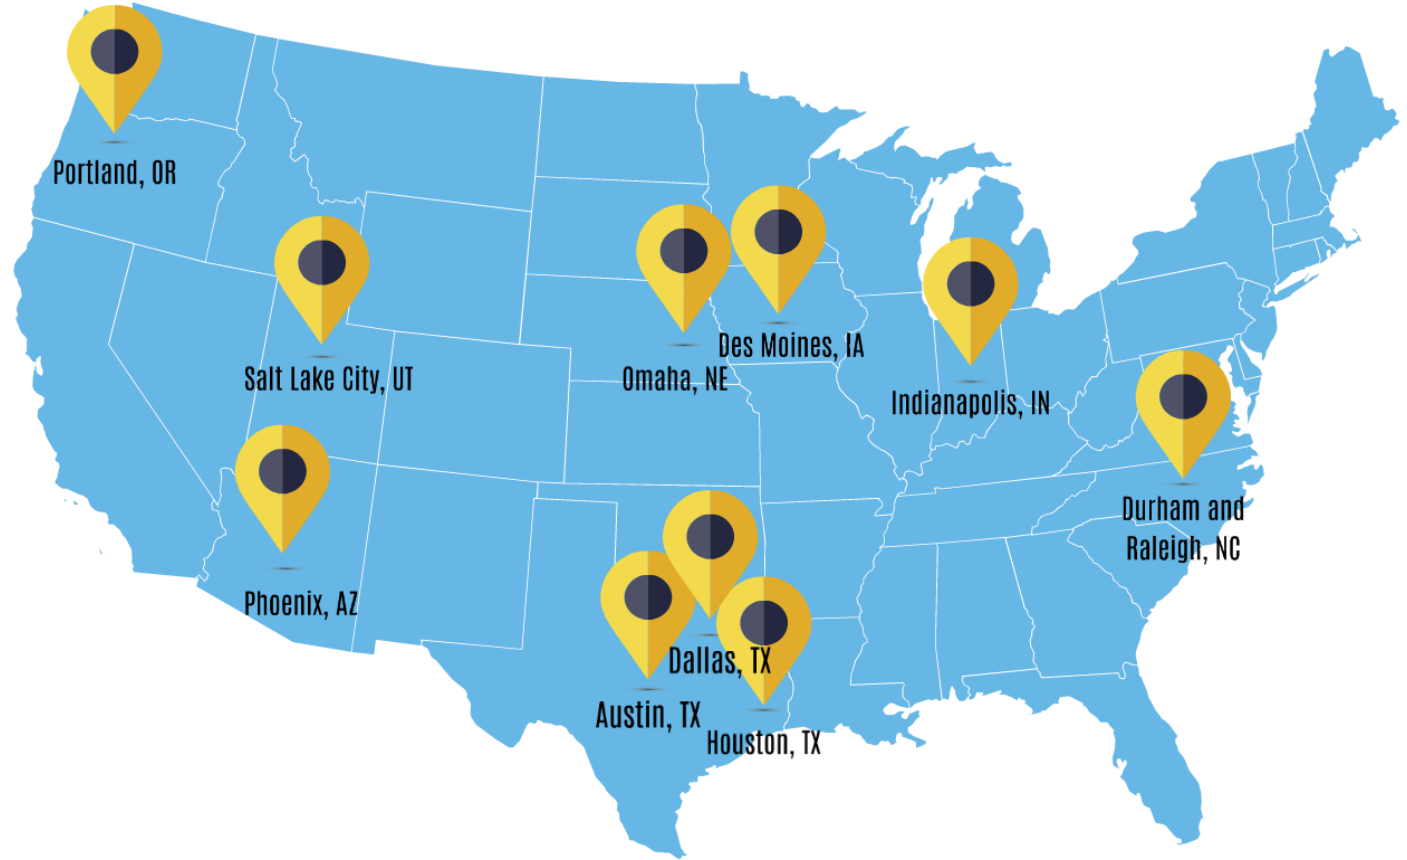 Portland, OR
Salt Lake City, UT
Des Moines, IA
Omaha, NE
Indianapolis, IN
Durham and
Raleigh, NC
Phoenix, AZ
Dallas, TX
Austin, TX
Houston, TX